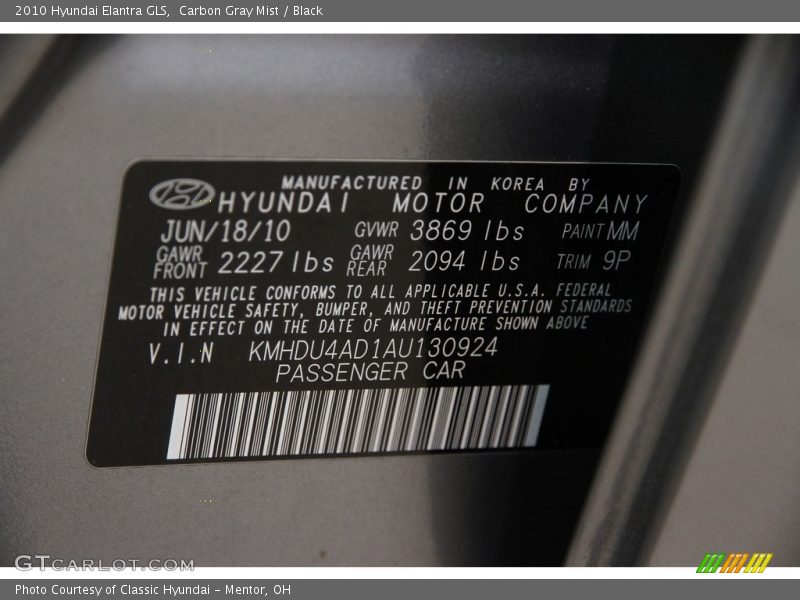 2010 Hyundai Elantra GLS, Carbon Gray Mist / Black
MANUFACTURED IN KOREA BY
HYUNDAI MOTOR COMPANY
JUN/18/10 GVWR 3869 lbs PAINT MM
GAWR FRONT 2227 lbs GAWR REAR 2094 lbs TRIM 9P
THIS VEHICLE CONFORMS TO ALL APPLICABLE U.S.A. FEDERAL
MOTOR VEHICLE SAFETY, BUMPER, AND THEFT PREVENTION STANDARDS
IN EFFECT ON THE DATE OF MANUFACTURE SHOWN ABOVE
V.I.N KMHDU4AD1AU130924
PASSENGER CAR
GTCARLOT.COM
Photo Courtesy of Classic Hyundai - Mentor, OH